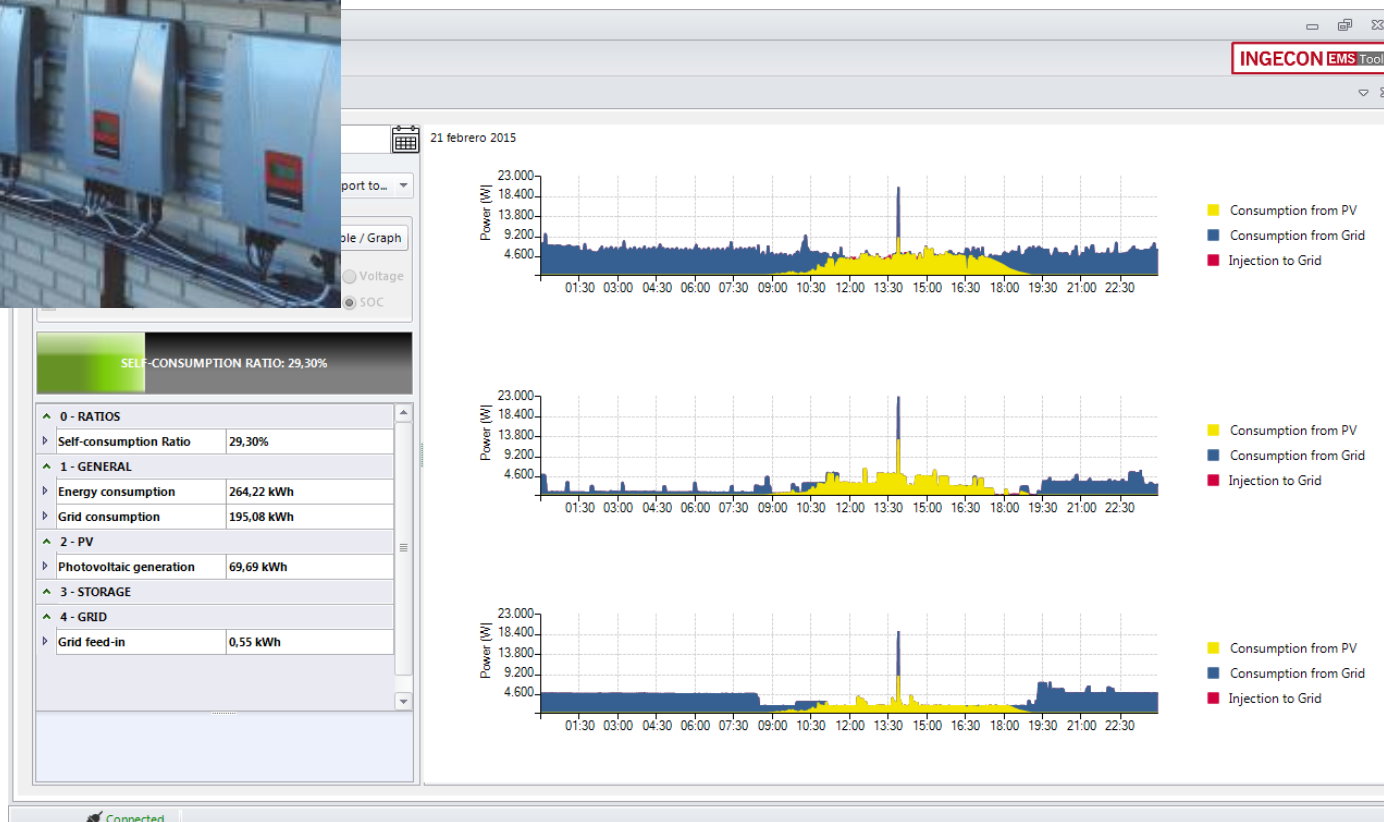 INGECON EMS Tool
21 febrero 2015
port to...
ble / Graph
Voltage
SOC
SELF-CONSUMPTION RATIO: 29,30%
0 - RATIOS
Self-consumption Ratio 29,30%
1 - GENERAL
Energy consumption 264,22 kWh
Grid consumption 195,08 kWh
2 - PV
Photovoltaic generation 69,69 kWh
3 - STORAGE
4 - GRID
Grid feed-in 0,55 kWh
Power (W)
23.000
18.400
13.800
9.200
4.600
01:30 03:00 04:30 06:00 07:30 09:00 10:30 12:00 13:30 15:00 16:30 18:00 19:30 21:00 22:30
Consumption from PV
Consumption from Grid
Injection to Grid
Power (W)
23.000
18.400
13.800
9.200
4.600
01:30 03:00 04:30 06:00 07:30 09:00 10:30 12:00 13:30 15:00 16:30 18:00 19:30 21:00 22:30
Consumption from PV
Consumption from Grid
Injection to Grid
Power (W)
23.000
18.400
13.800
9.200
4.600
01:30 03:00 04:30 06:00 07:30 09:00 10:30 12:00 13:30 15:00 16:30 18:00 19:30 21:00 22:30
Consumption from PV
Consumption from Grid
Injection to Grid
Connected